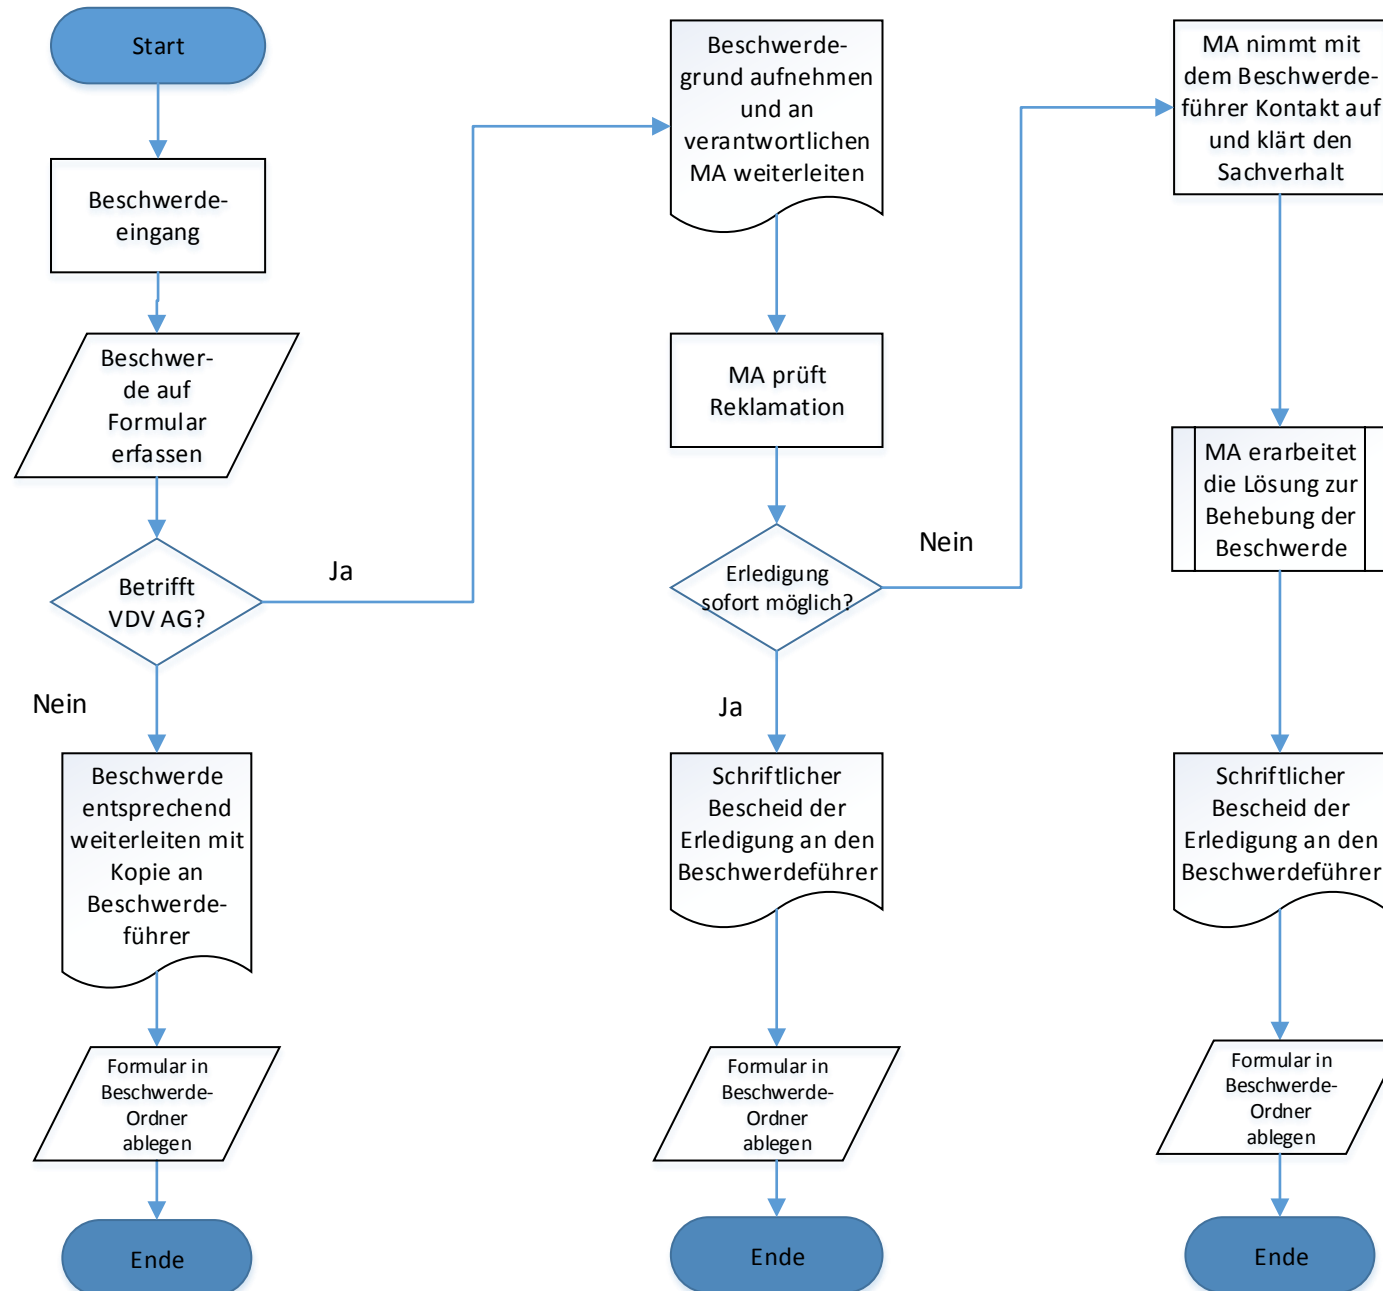 Start
Beschwerde-
eingang
Beschwer-
de auf
Formular
erfassen
Betrifft
VDV AG?
Ja
Nein
Beschwerde
entsprechend
weiterleiten mit
Kopie an
Beschwerde-
führer
Formular in
Beschwerde-
Ordner
ablegen
Ende
Beschwerde-
grund aufnehmen
und an
verantwortlichen
MA weiterleiten
MA prüft
Reklamation
Erledigung
sofort möglich?
Nein
Ja
Schriftlicher
Bescheid der
Erledigung an den
Beschwerdeführer
Formular in
Beschwerde-
Ordner
ablegen
Ende
MA nimmt mit
dem Beschwerde-
führer Kontakt auf
und klärt den
Sachverhalt
MA erarbeitet
die Lösung zur
Behebung der
Beschwerde
Schriftlicher
Bescheid der
Erledigung an den
Beschwerdeführer
Formular in
Beschwerde-
Ordner
ablegen
Ende